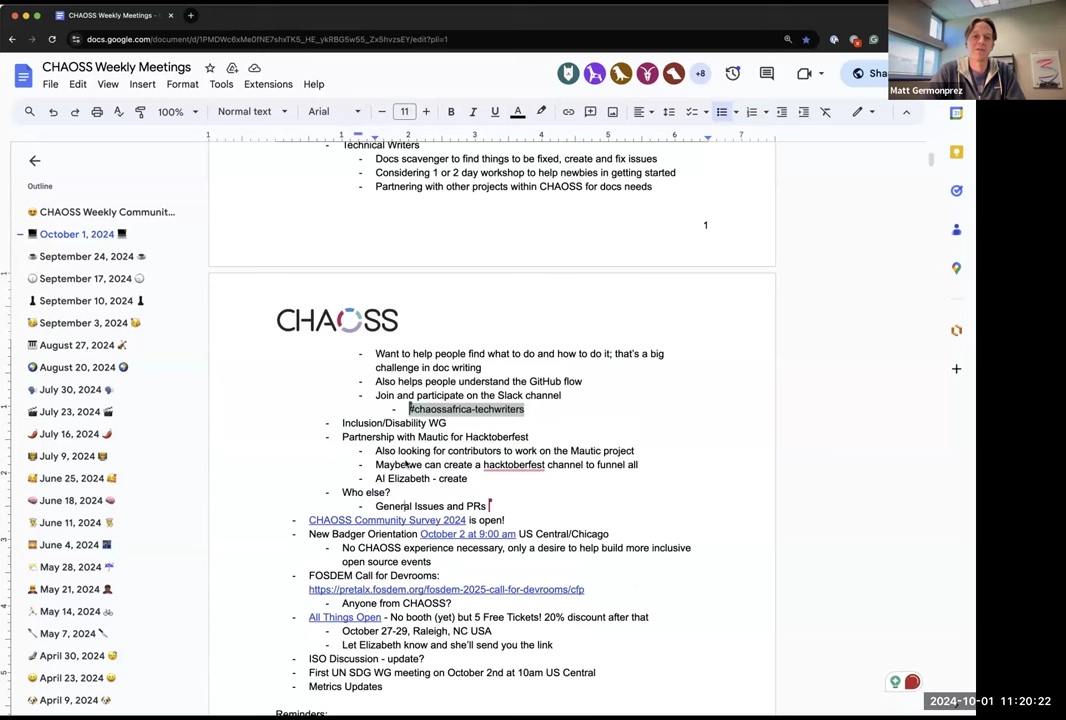 CHAOSS Weekly Meetings -
docs.google.com/document/d/1PMDWc6xMe0fNE7shxTK5_HE_ykRBG5w55_Zx5hvzsEY/edit?pli=1
CHAOSS Weekly Meetings
File Edit View Insert Format Tools Extensions Help
+8
Sha
Matt Germonprez
100% Normal text Arial 11 B I U A
1 1 2 3 4 5 6 7
Outline
CHAOSS Weekly Communit...
October 1, 2024
September 24, 2024
September 17, 2024
September 10, 2024
September 3, 2024
August 27, 2024
August 20, 2024
July 30, 2024
July 23, 2024
July 16, 2024
July 9, 2024
June 25, 2024
June 18, 2024
June 11, 2024
June 4, 2024
May 28, 2024
May 21, 2024
May 14, 2024
May 7, 2024
April 30, 2024
April 23, 2024
April 9, 2024
- Technical Writers
- Docs scavenger to find things to be fixed, create and fix issues
- Considering 1 or 2 day workshop to help newbies in getting started
- Partnering with other projects within CHAOSS for docs needs
1
CHAOSS
- Want to help people find what to do and how to do it; that's a big
challenge in doc writing
- Also helps people understand the GitHub flow
- Join and participate on the Slack channel
- #chaossafrica-techwriters
- Inclusion/Disability WG
- Partnership with Mautic for Hacktoberfest
- Also looking for contributors to work on the Mautic project
- Maybe we can create a hacktoberfest channel to funnel all
- AI Elizabeth - create
- Who else?
- General Issues and PRs
- CHAOSS Community Survey 2024 is open!
- New Badger Orientation October 2 at 9:00 am US Central/Chicago
- No CHAOSS experience necessary, only a desire to help build more inclusive
open source events
- FOSDEM Call for Devrooms:
https://pretalx.fosdem.org/fosdem-2025-call-for-devrooms/cfp
- Anyone from CHAOSS?
- All Things Open - No booth (yet) but 5 Free Tickets! 20% discount after that
- October 27-29, Raleigh, NC USA
- Let Elizabeth know and she'll send you the link
- ISO Discussion - update?
- First UN SDG WG meeting on October 2nd at 10am US Central
- Metrics Updates
Reminders:
2024-10-01 11:20:22